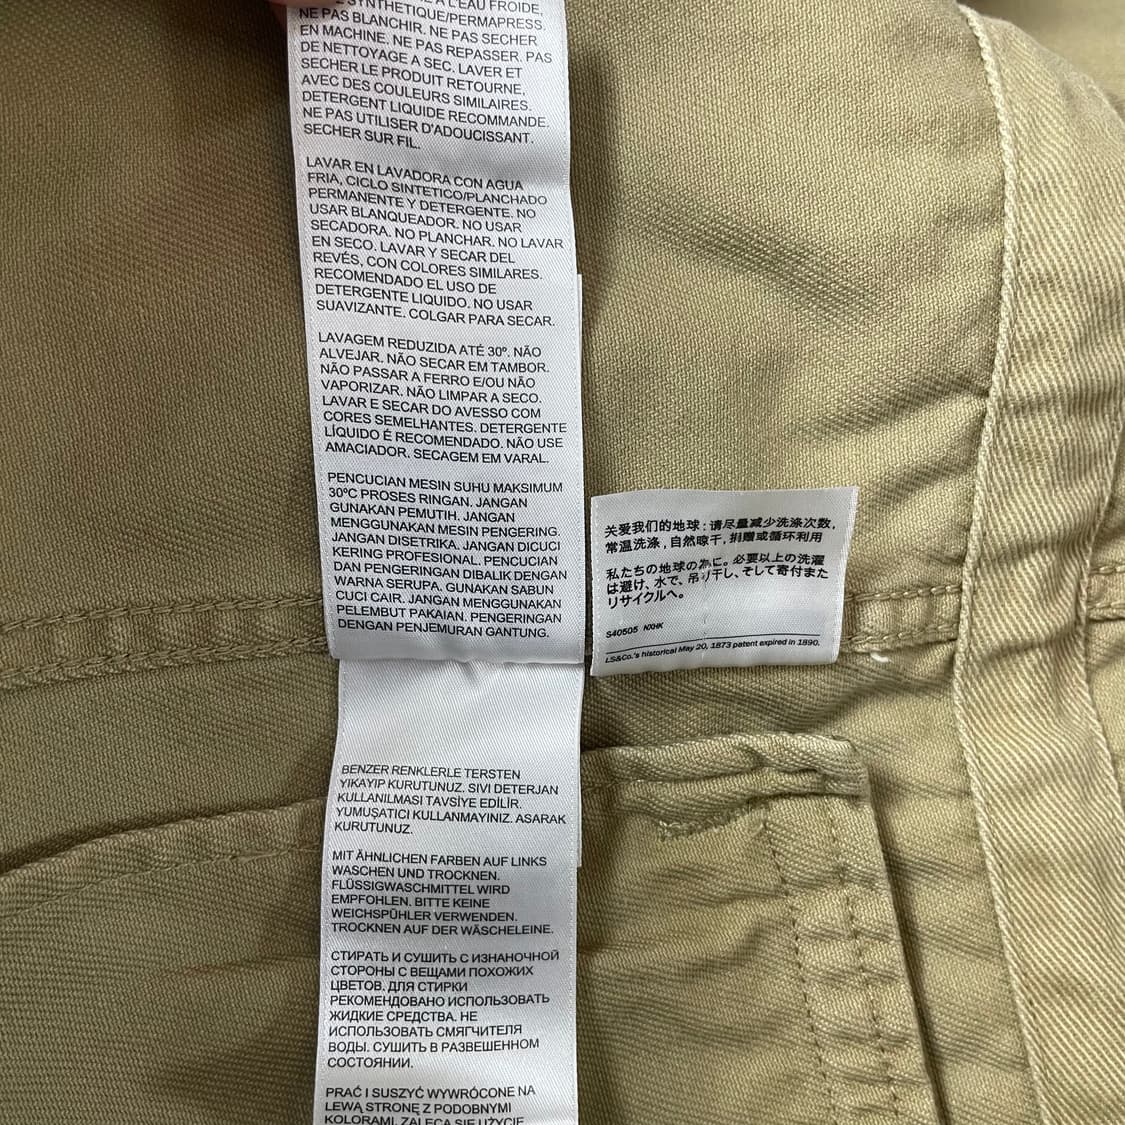 A L'EAU FROIDE,
SYNTHETIQUE/PERMAPRESS.
NE PAS BLANCHIR. NE PAS SECHER
EN MACHINE. NE PAS REPASSER. PAS
DE NETTOYAGE A SEC. LAVER ET
SECHER LE PRODUIT RETOURNE,
AVEC DES COULEURS SIMILAIRES.
DETERGENT LIQUIDE RECOMMANDE.
NE PAS UTILISER D'ADOUCISSANT.
SECHER SUR FIL.
LAVAR EN LAVADORA CON AGUA
FRIA, CICLO SINTETICO/PLANCHADO
PERMANENTE Y DETERGENTE. NO
USAR BLANQUEADOR. NO USAR
SECADORA. NO PLANCHAR. NO LAVAR
EN SECO. LAVAR Y SECAR DEL
REVÉS, CON COLORES SIMILARES.
RECOMENDADO EL USO DE
DETERGENTE LIQUIDO. NO USAR
SUAVIZANTE. COLGAR PARA SECAR.
LAVAGEM REDUZIDA ATÉ 30º. NÃO
ALVEJAR. NÃO SECAR EM TAMBOR.
NÃO PASSAR A FERRO E/OU NÃO
VAPORIZAR. NÃO LIMPAR A SECO.
LAVAR E SECAR DO AVESSO COM
CORES SEMELHANTES. DETERGENTE
LÍQUIDO É RECOMENDADO. NÃO USE
AMACIADOR. SECAGEM EM VARAL.
PENCUCIAN MESIN SUHU MAKSIMUM
30ºC PROSES RINGAN. JANGAN
GUNAKAN PEMUTIH. JANGAN
MENGGUNAKAN MESIN PENGERING.
JANGAN DISETRIKA. JANGAN DICUCI
KERING PROFESIONAL. PENCUCIAN
DAN PENGERINGAN DIBALIK DENGAN
WARNA SERUPA. GUNAKAN SABUN
CUCI CAIR. JANGAN MENGGUNAKAN
PELEMBUT PAKAIAN. PENGERINGAN
DENGAN PENJEMURAN GANTUNG.
关爱我们的地球：请尽量减少洗涤次数，
常温洗涤，自然晾干，捐赠或循环利用
私たちの地球の為に。必要以上の洗濯
は避け、水で、吊り干し、そして寄付また
リサイクルへ。
S40505 NXHK
LS&Co.'s historical May 20, 1873 patent expired in 1890.
BENZER RENKLERLE TERSTEN
YIKAYIP KURUTUNUZ. SIVI DETERJAN
KULLANILMASI TAVSİYE EDİLİR.
YUMUŞATICI KULLANMAYINIZ. ASARAK
KURUTUNUZ.
MIT ÄHNLICHEN FARBEN AUF LINKS
WASCHEN UND TROCKNEN.
FLÜSSIGWASCHMITTEL WIRD
EMPFOHLEN. BITTE KEINE
WEICHSPÜHLER VERWENDEN.
TROCKNEN AUF DER WÄSCHELEINE.
СТИРАТЬ И СУШИТЬ С ИЗНАНОЧНОЙ
СТОРОНЫ С ВЕЩАМИ ПОХОЖИХ
ЦВЕТОВ. ДЛЯ СТИРКИ
РЕКОМЕНДОВАНО ИСПОЛЬЗОВАТЬ
ЖИДКИЕ СРЕДСТВА. НЕ
ИСПОЛЬЗОВАТЬ СМЯГЧИТЕЛЯ
ВОДЫ. СУШИТЬ В РАЗВЕШЕННОМ
СОСТОЯНИИ.
PRAĆ I SUSZYĆ WYWRÓCONE NA
LEWĄ STRONĘ Z PODOBNYMI
KOLORAMI. ZALECA SIĘ UŻYCIE